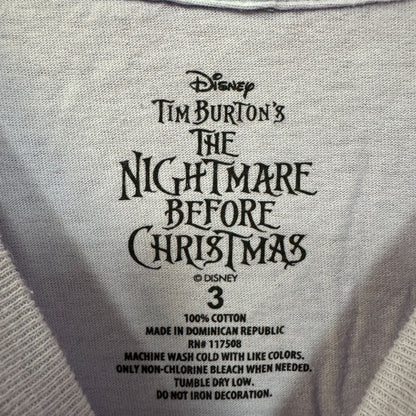 Disney
TIM BURTON'S
THE
NIGHTMARE
BEFORE
CHRISTMAS
© DISNEY
3
100% COTTON
MADE IN DOMINICAN REPUBLIC
RN# 117508
MACHINE WASH COLD WITH LIKE COLORS.
ONLY NON-CHLORINE BLEACH WHEN NEEDED.
TUMBLE DRY LOW.
DO NOT IRON DECORATION.